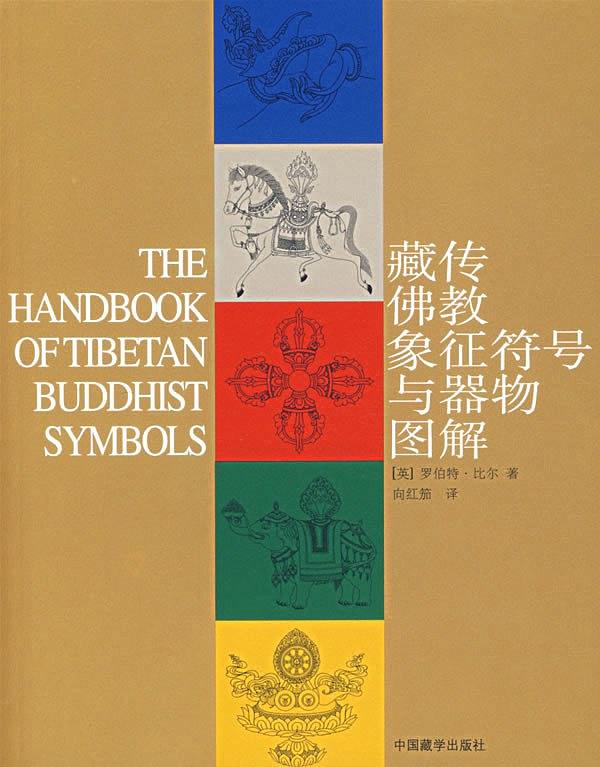 THE
HANDBOOK
OF TIBETAN
BUDDHIST
SYMBOLS
藏传
佛教
象征符号
与器物
图解
[英] 罗伯特·比尔 著
向红笳 译
中国藏学出版社